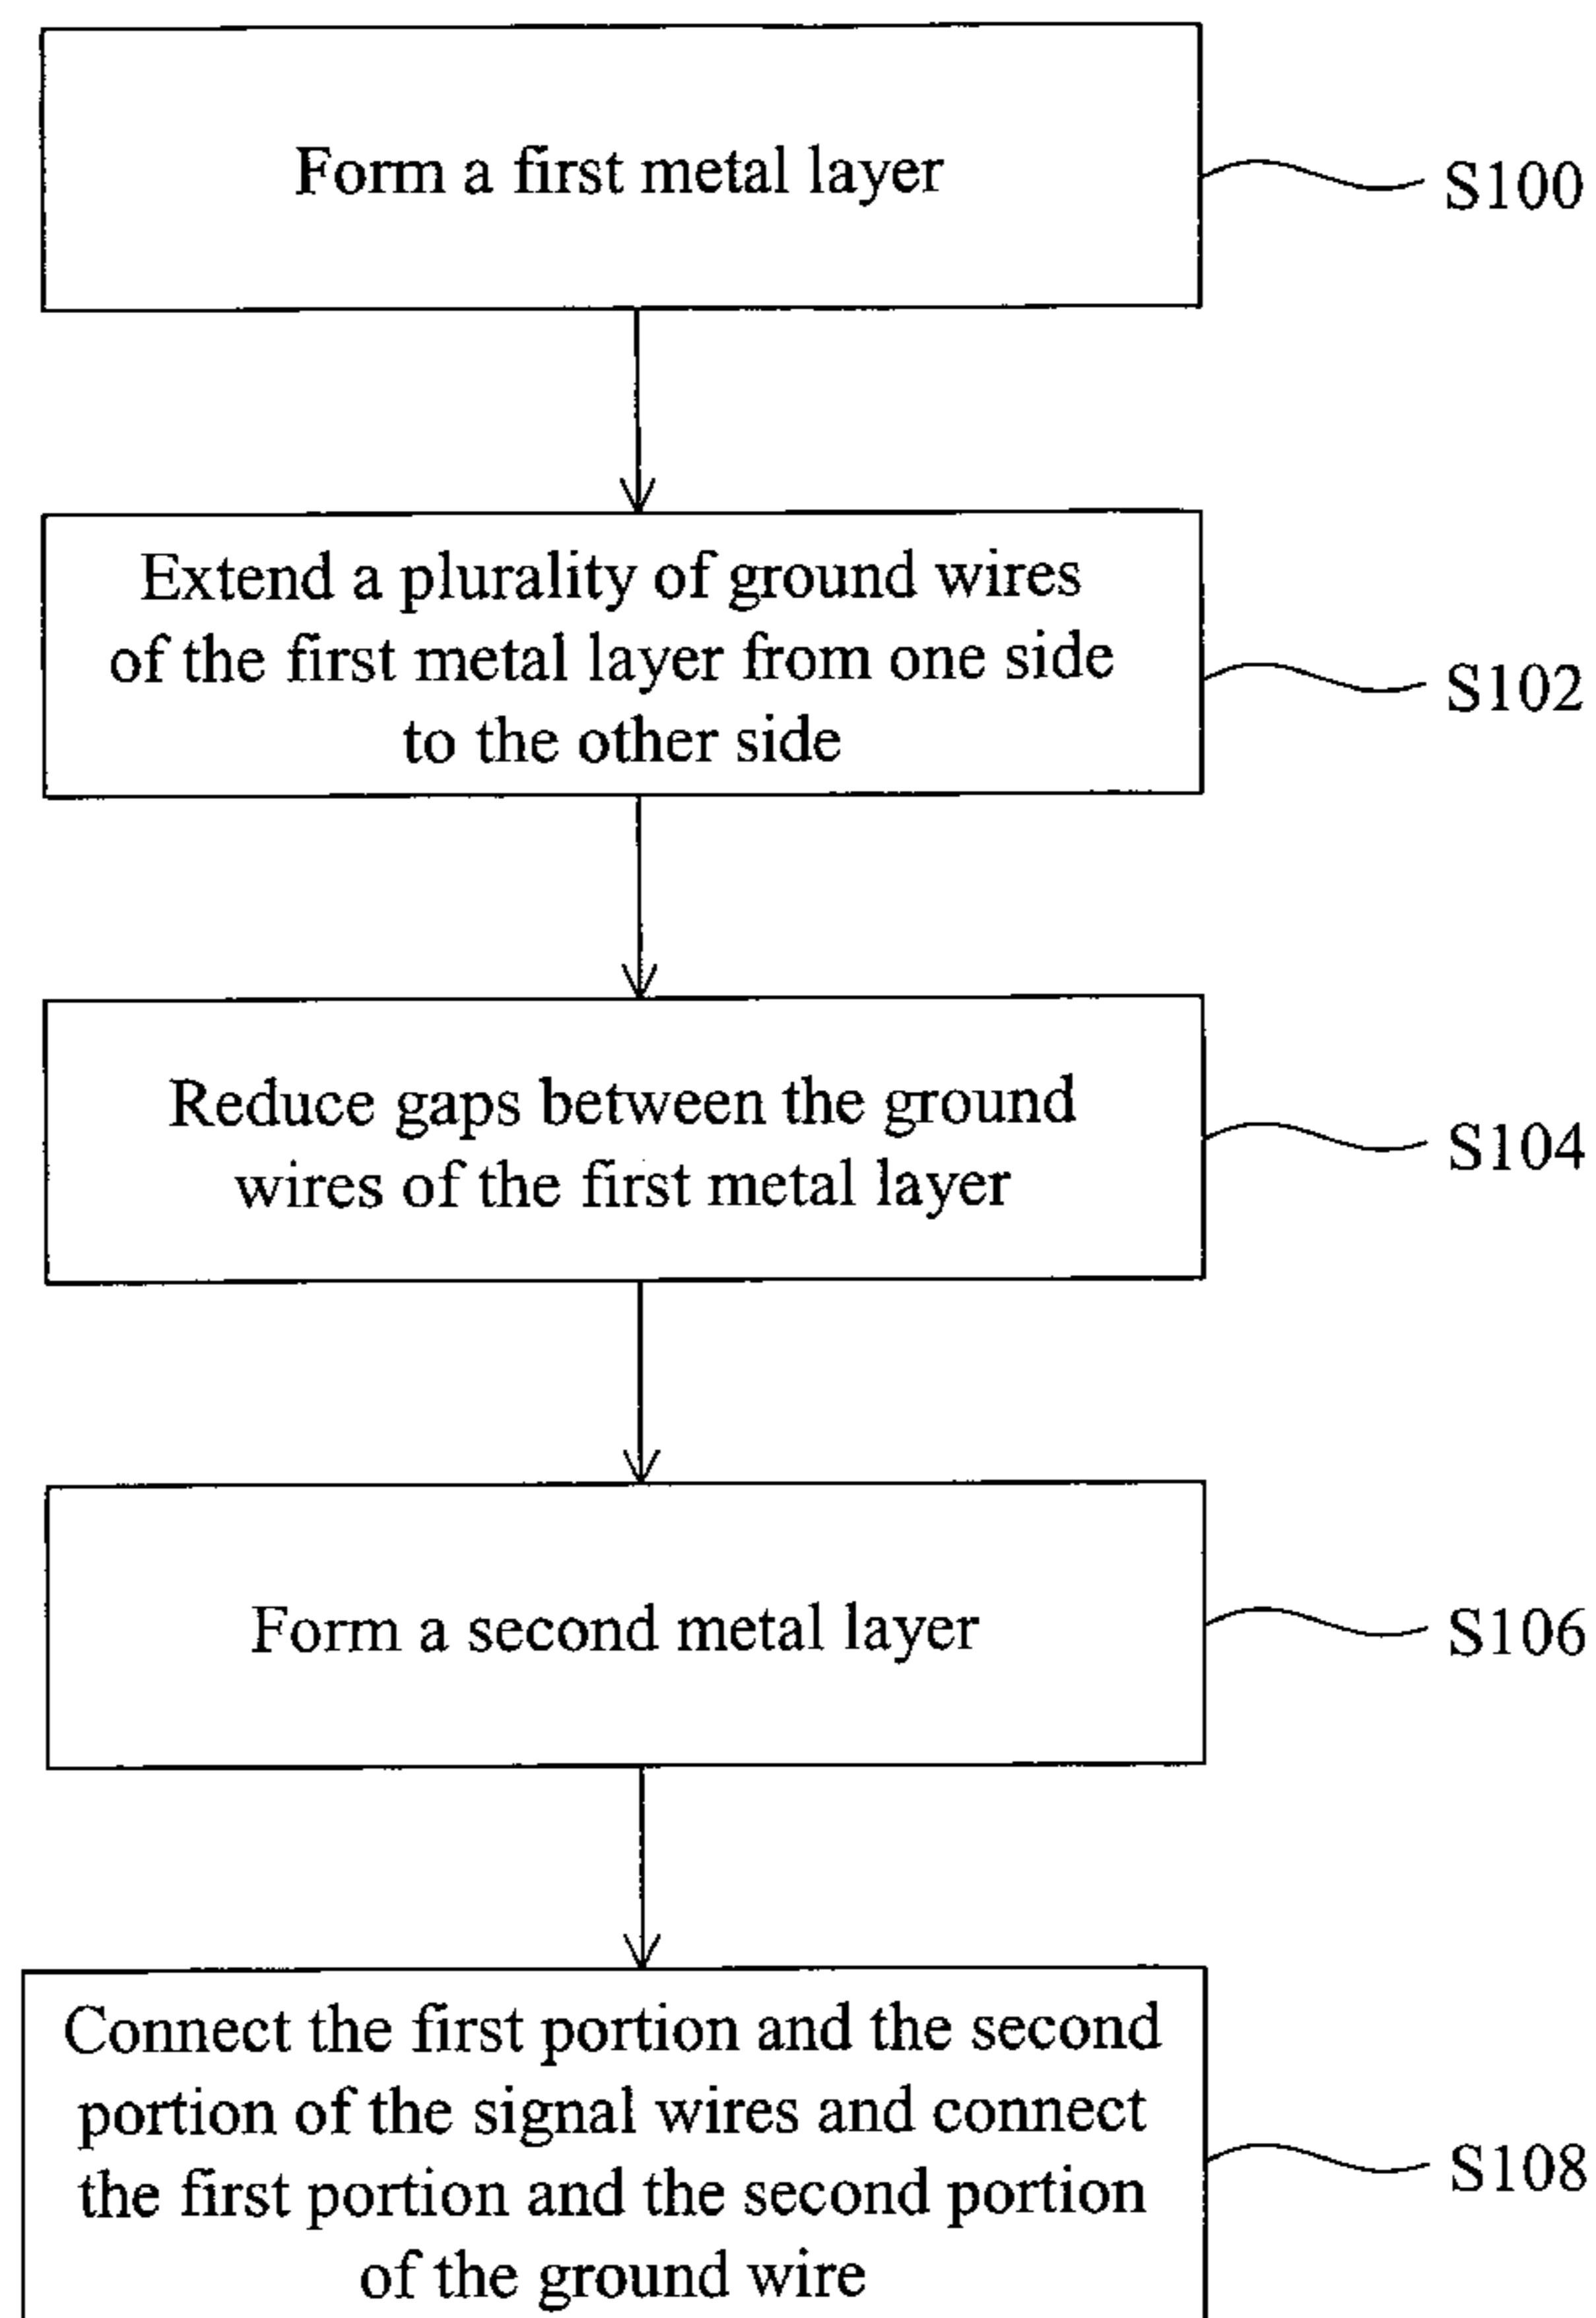 Form a first metal layer
S100
Extend a plurality of ground wires
of the first metal layer from one side
to the other side
S102
Reduce gaps between the ground
wires of the first metal layer
S104
Form a second metal layer
S106
Connect the first portion and the second
portion of the signal wires and connect
the first portion and the second portion
of the ground wire
S108